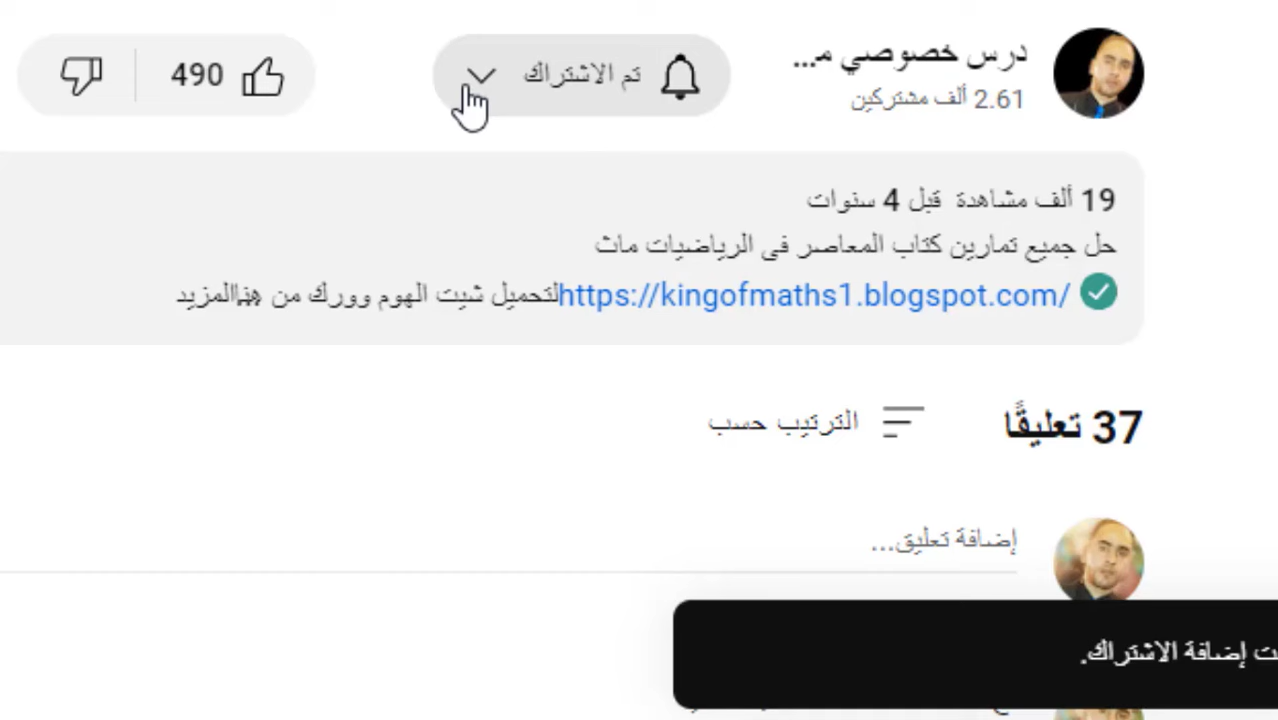 درس خصوصي م...
2.61 ألف مشتركين
تم الاشتراك
490
19 ألف مشاهدة قبل 4 سنوات
حل جميع تمارين كتاب المعاصر فى الرياضيات ماث
https://kingofmaths1.blogspot.com/لتحميل شيت الهوم وورك من هنالمزيد
37 تعليقًا
الترتيب حسب
إضافة تعليق...
إضافة الاشتراك.